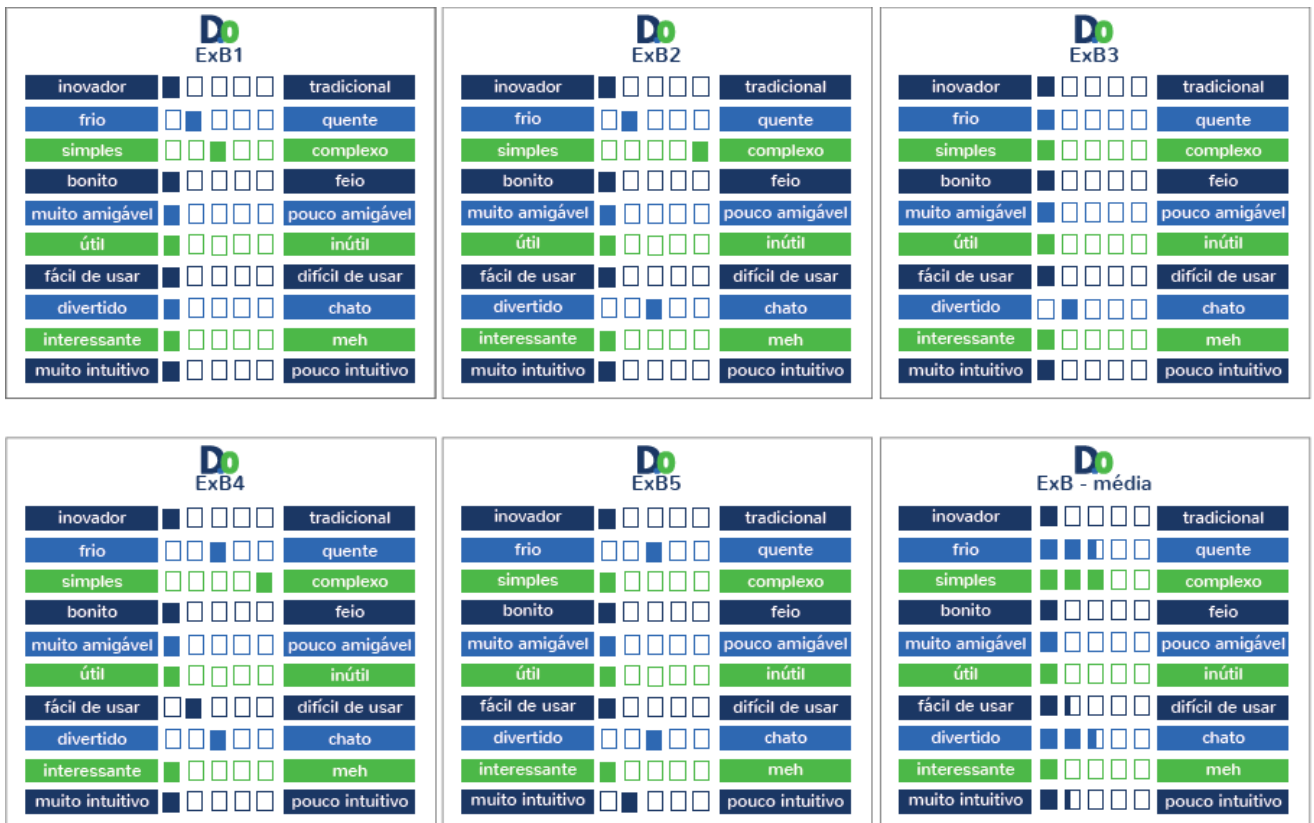 Do
ExB1
inovador tradicional
frio quente
simples complexo
bonito feio
muito amigável pouco amigável
útil inútil
fácil de usar difícil de usar
divertido chato
interessante meh
muito intuitivo pouco intuitivo
Do
ExB2
inovador tradicional
frio quente
simples complexo
bonito feio
muito amigável pouco amigável
útil inútil
fácil de usar difícil de usar
divertido chato
interessante meh
muito intuitivo pouco intuitivo
Do
ExB3
inovador tradicional
frio quente
simples complexo
bonito feio
muito amigável pouco amigável
útil inútil
fácil de usar difícil de usar
divertido chato
interessante meh
muito intuitivo pouco intuitivo
Do
ExB4
inovador tradicional
frio quente
simples complexo
bonito feio
muito amigável pouco amigável
útil inútil
fácil de usar difícil de usar
divertido chato
interessante meh
muito intuitivo pouco intuitivo
Do
ExB5
inovador tradicional
frio quente
simples complexo
bonito feio
muito amigável pouco amigável
útil inútil
fácil de usar difícil de usar
divertido chato
interessante meh
muito intuitivo pouco intuitivo
Do
ExB - média
inovador tradicional
frio quente
simples complexo
bonito feio
muito amigável pouco amigável
útil inútil
fácil de usar difícil de usar
divertido chato
interessante meh
muito intuitivo pouco intuitivo